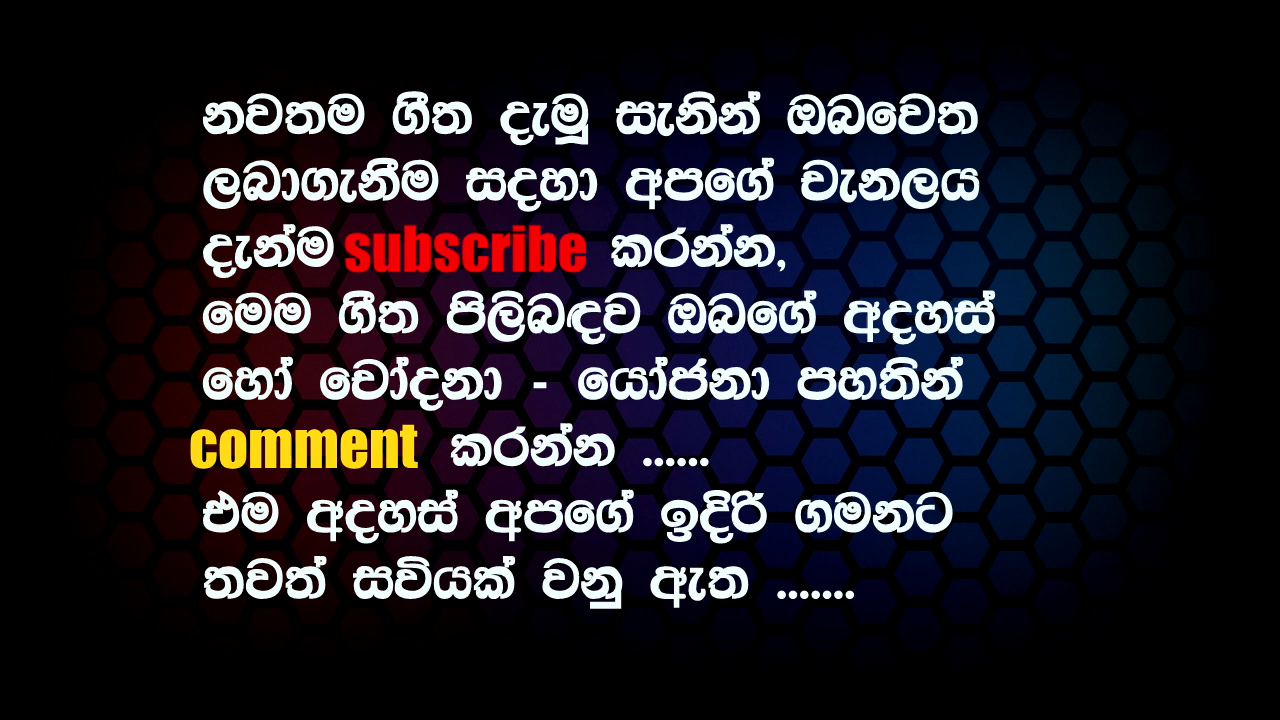 නවතම ගීත දැමූ සැනින් ඔබවෙත
ලබාගැනීම සදහා අපගේ චැනලය
දැන්ම subscribe කරන්න,
මෙම ගීත පිලිබඳව ඔබගේ අදහස්
හෝ චෝදනා - යෝජනා පහතින්
comment කරන්න ......
එම අදහස් අපගේ ඉදිරි ගමනට
තවත් සවියක් වනු ඇත .......